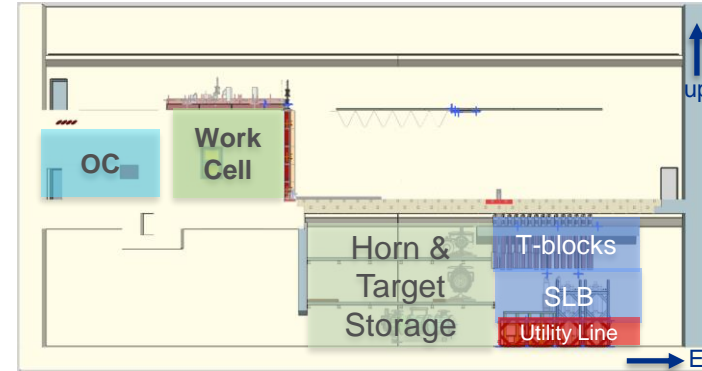 up
Work
Cell
OC
Horn &
Target
Storage
T-blocks
SLB
Utility Line
E